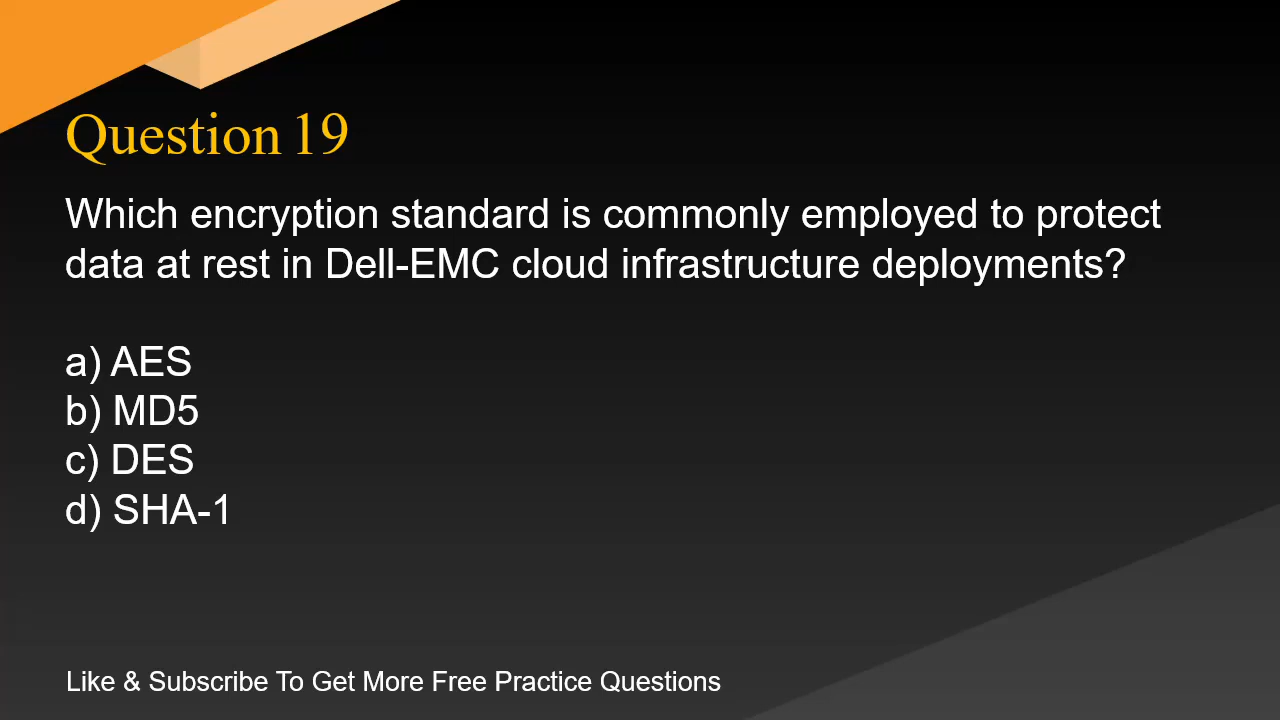 Question 19
Which encryption standard is commonly employed to protect
data at rest in Dell-EMC cloud infrastructure deployments?
a) AES
b) MD5
c) DES
d) SHA-1
Like & Subscribe To Get More Free Practice Questions